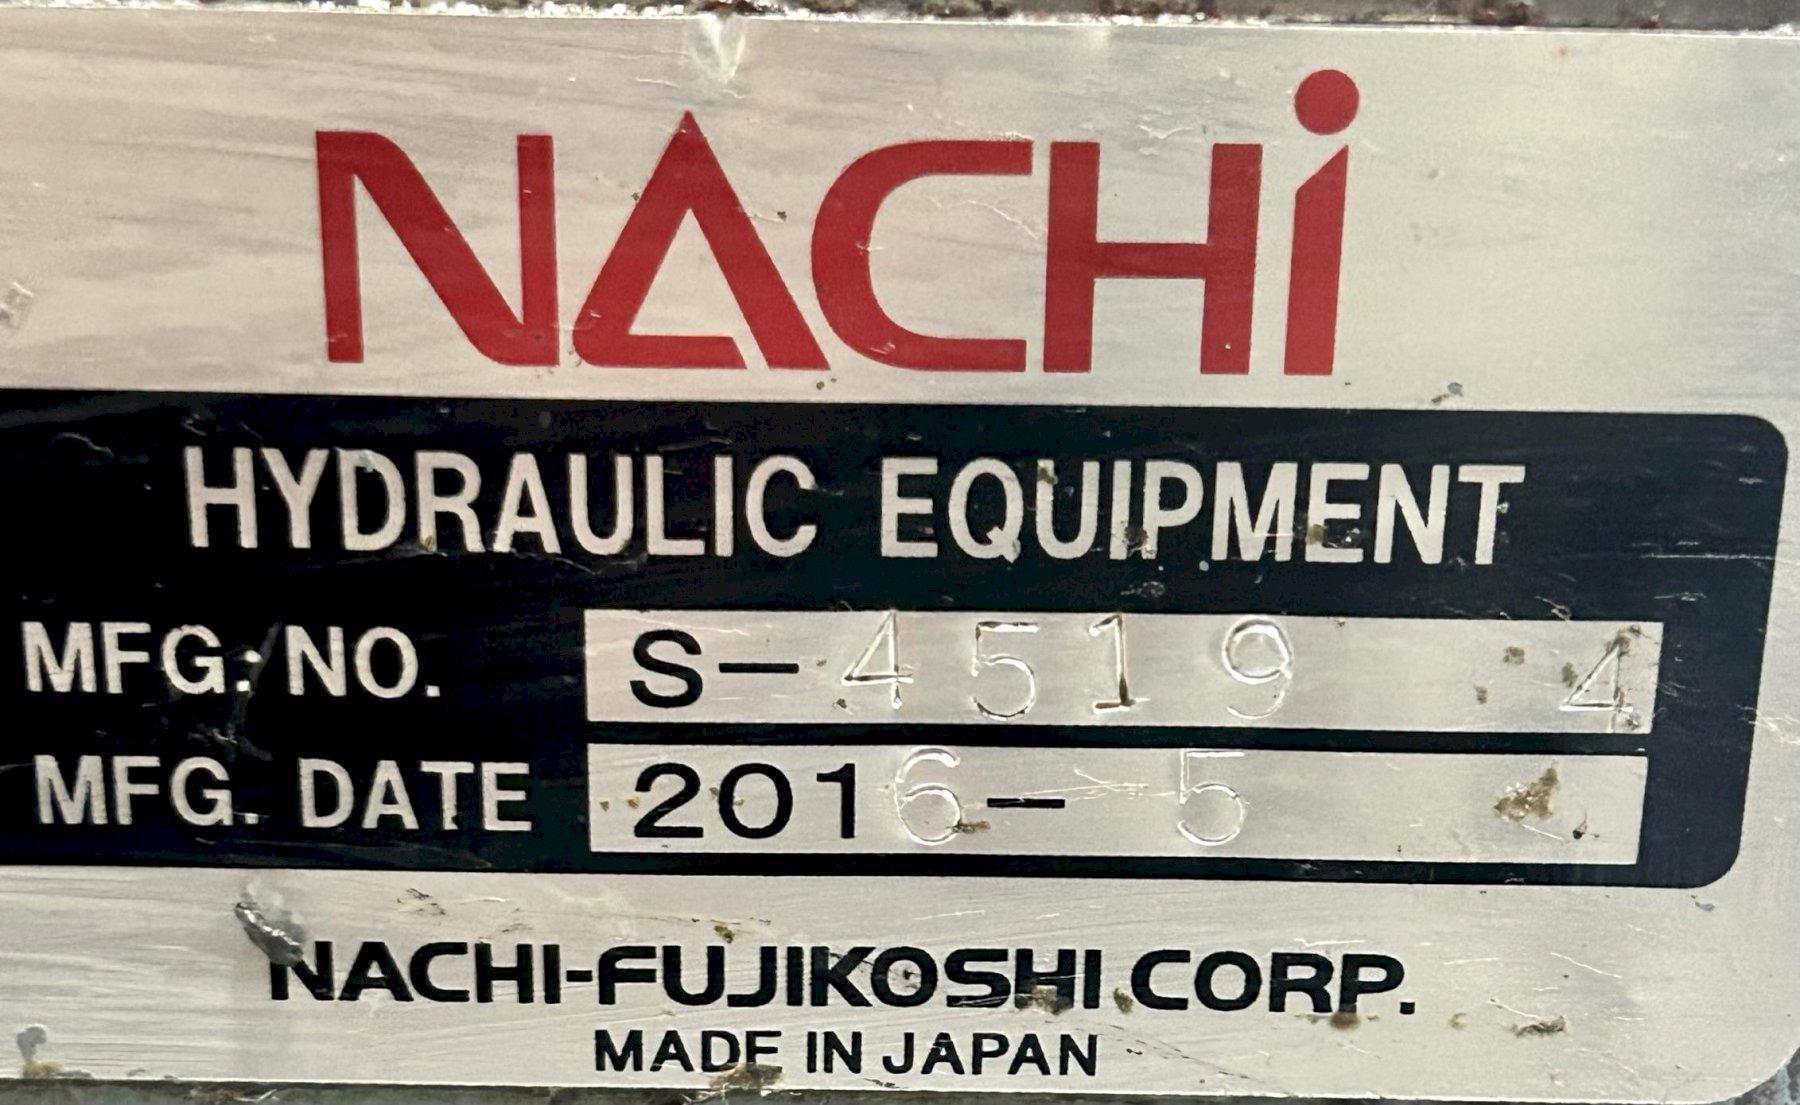 NACHi
HYDRAULIC EQUIPMENT
MFG. NO. S-4519 4
MFG. DATE 2016- 5
NACHI-FUJIKOSHI CORP.
MADE IN JAPAN